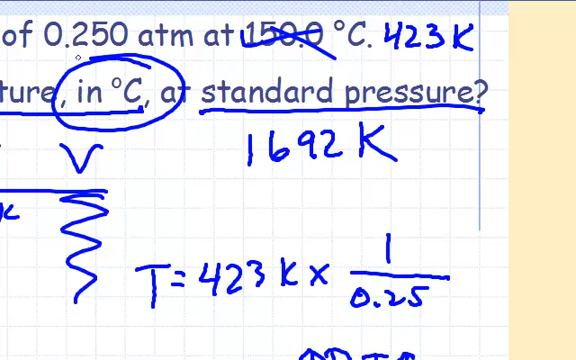 of 0.250 atm at 150.0 °C. 423 K
ture, in °C, at standard pressure?
V 1692 K
K
T = 423 K x 1/0.25